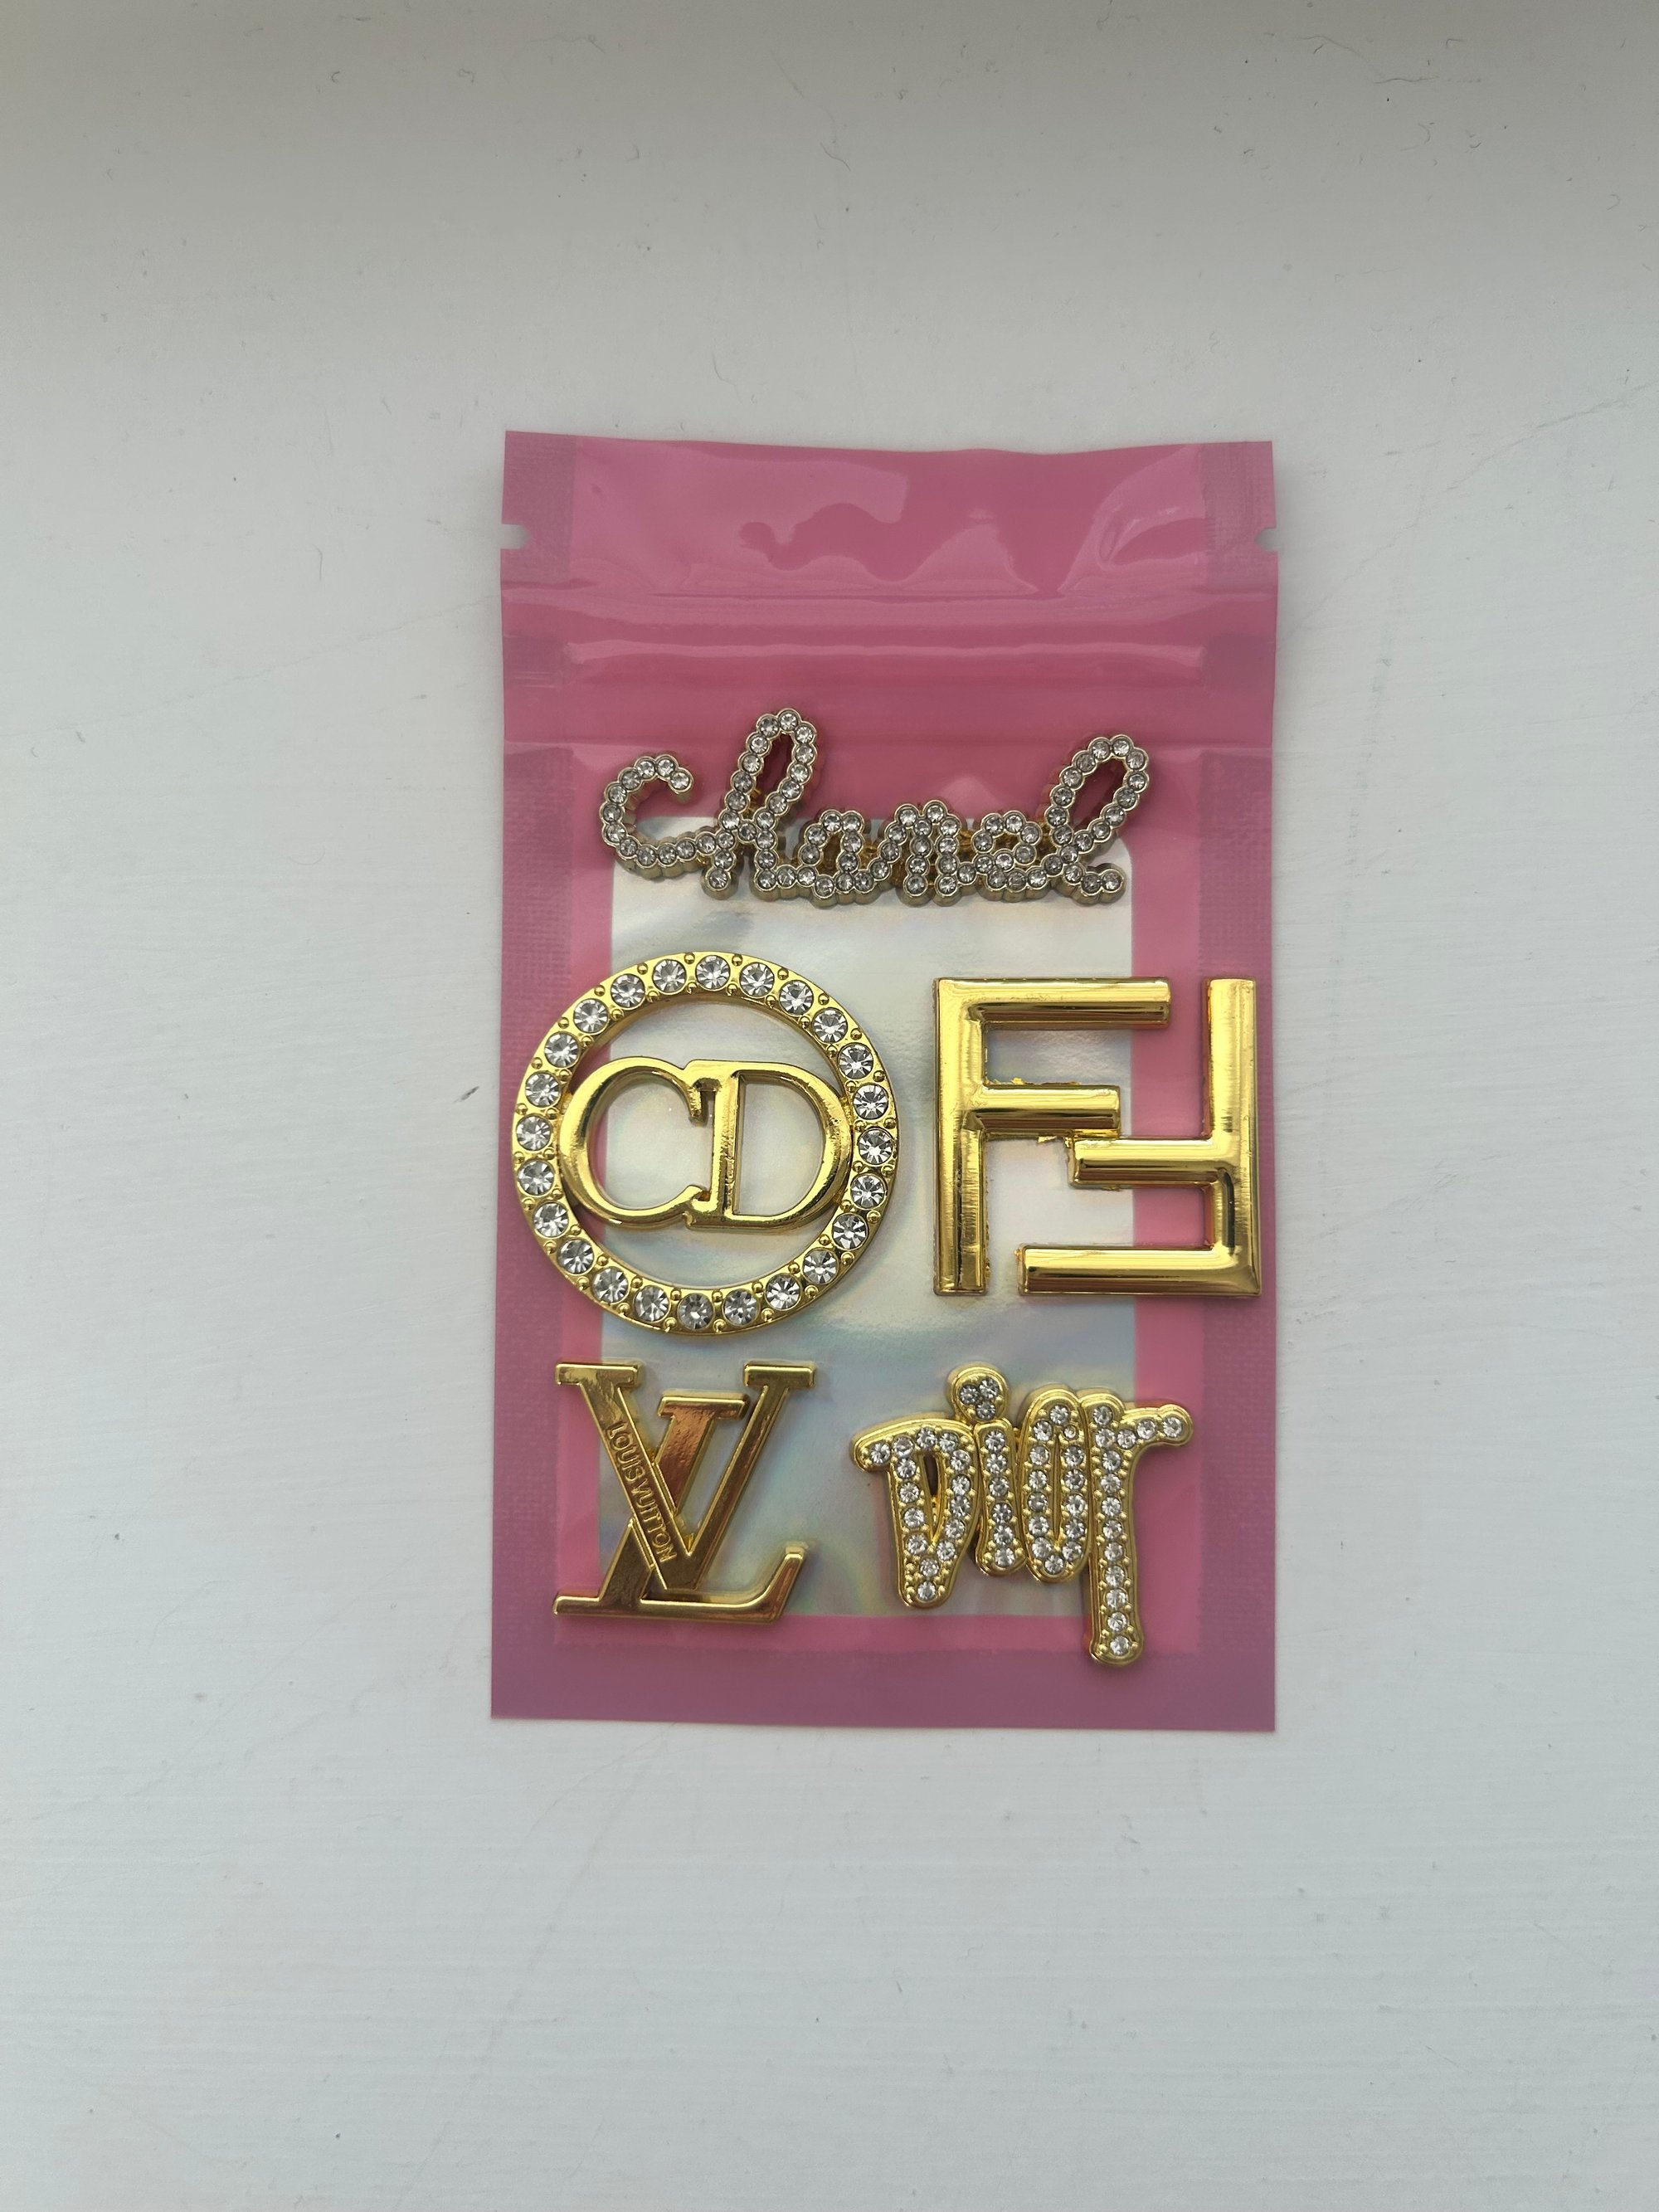 chanel
CD FF
LV LOUIS VUITTON Dior